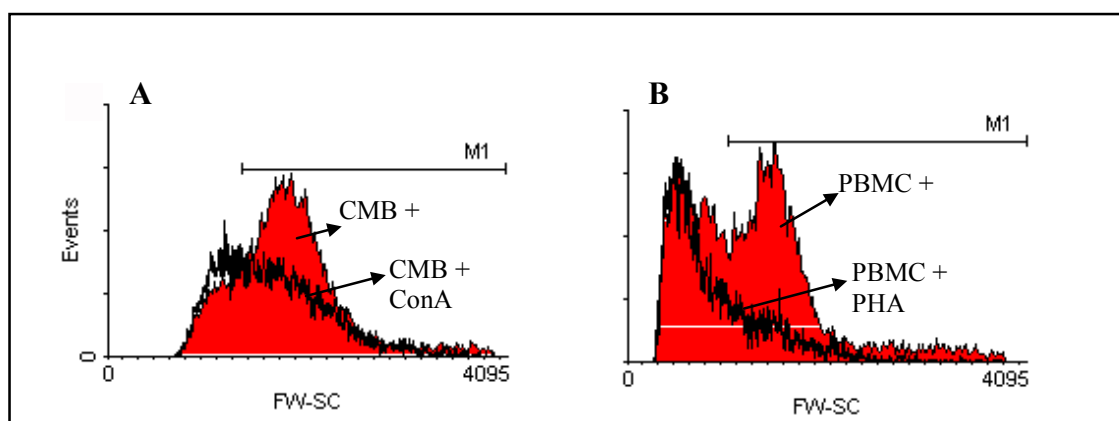 A
M1
CMB +
CMB +
ConA
Events
0
0
4095
FW-SC
B
M1
PBMC +
PBMC +
PHA
0
4095
FW-SC